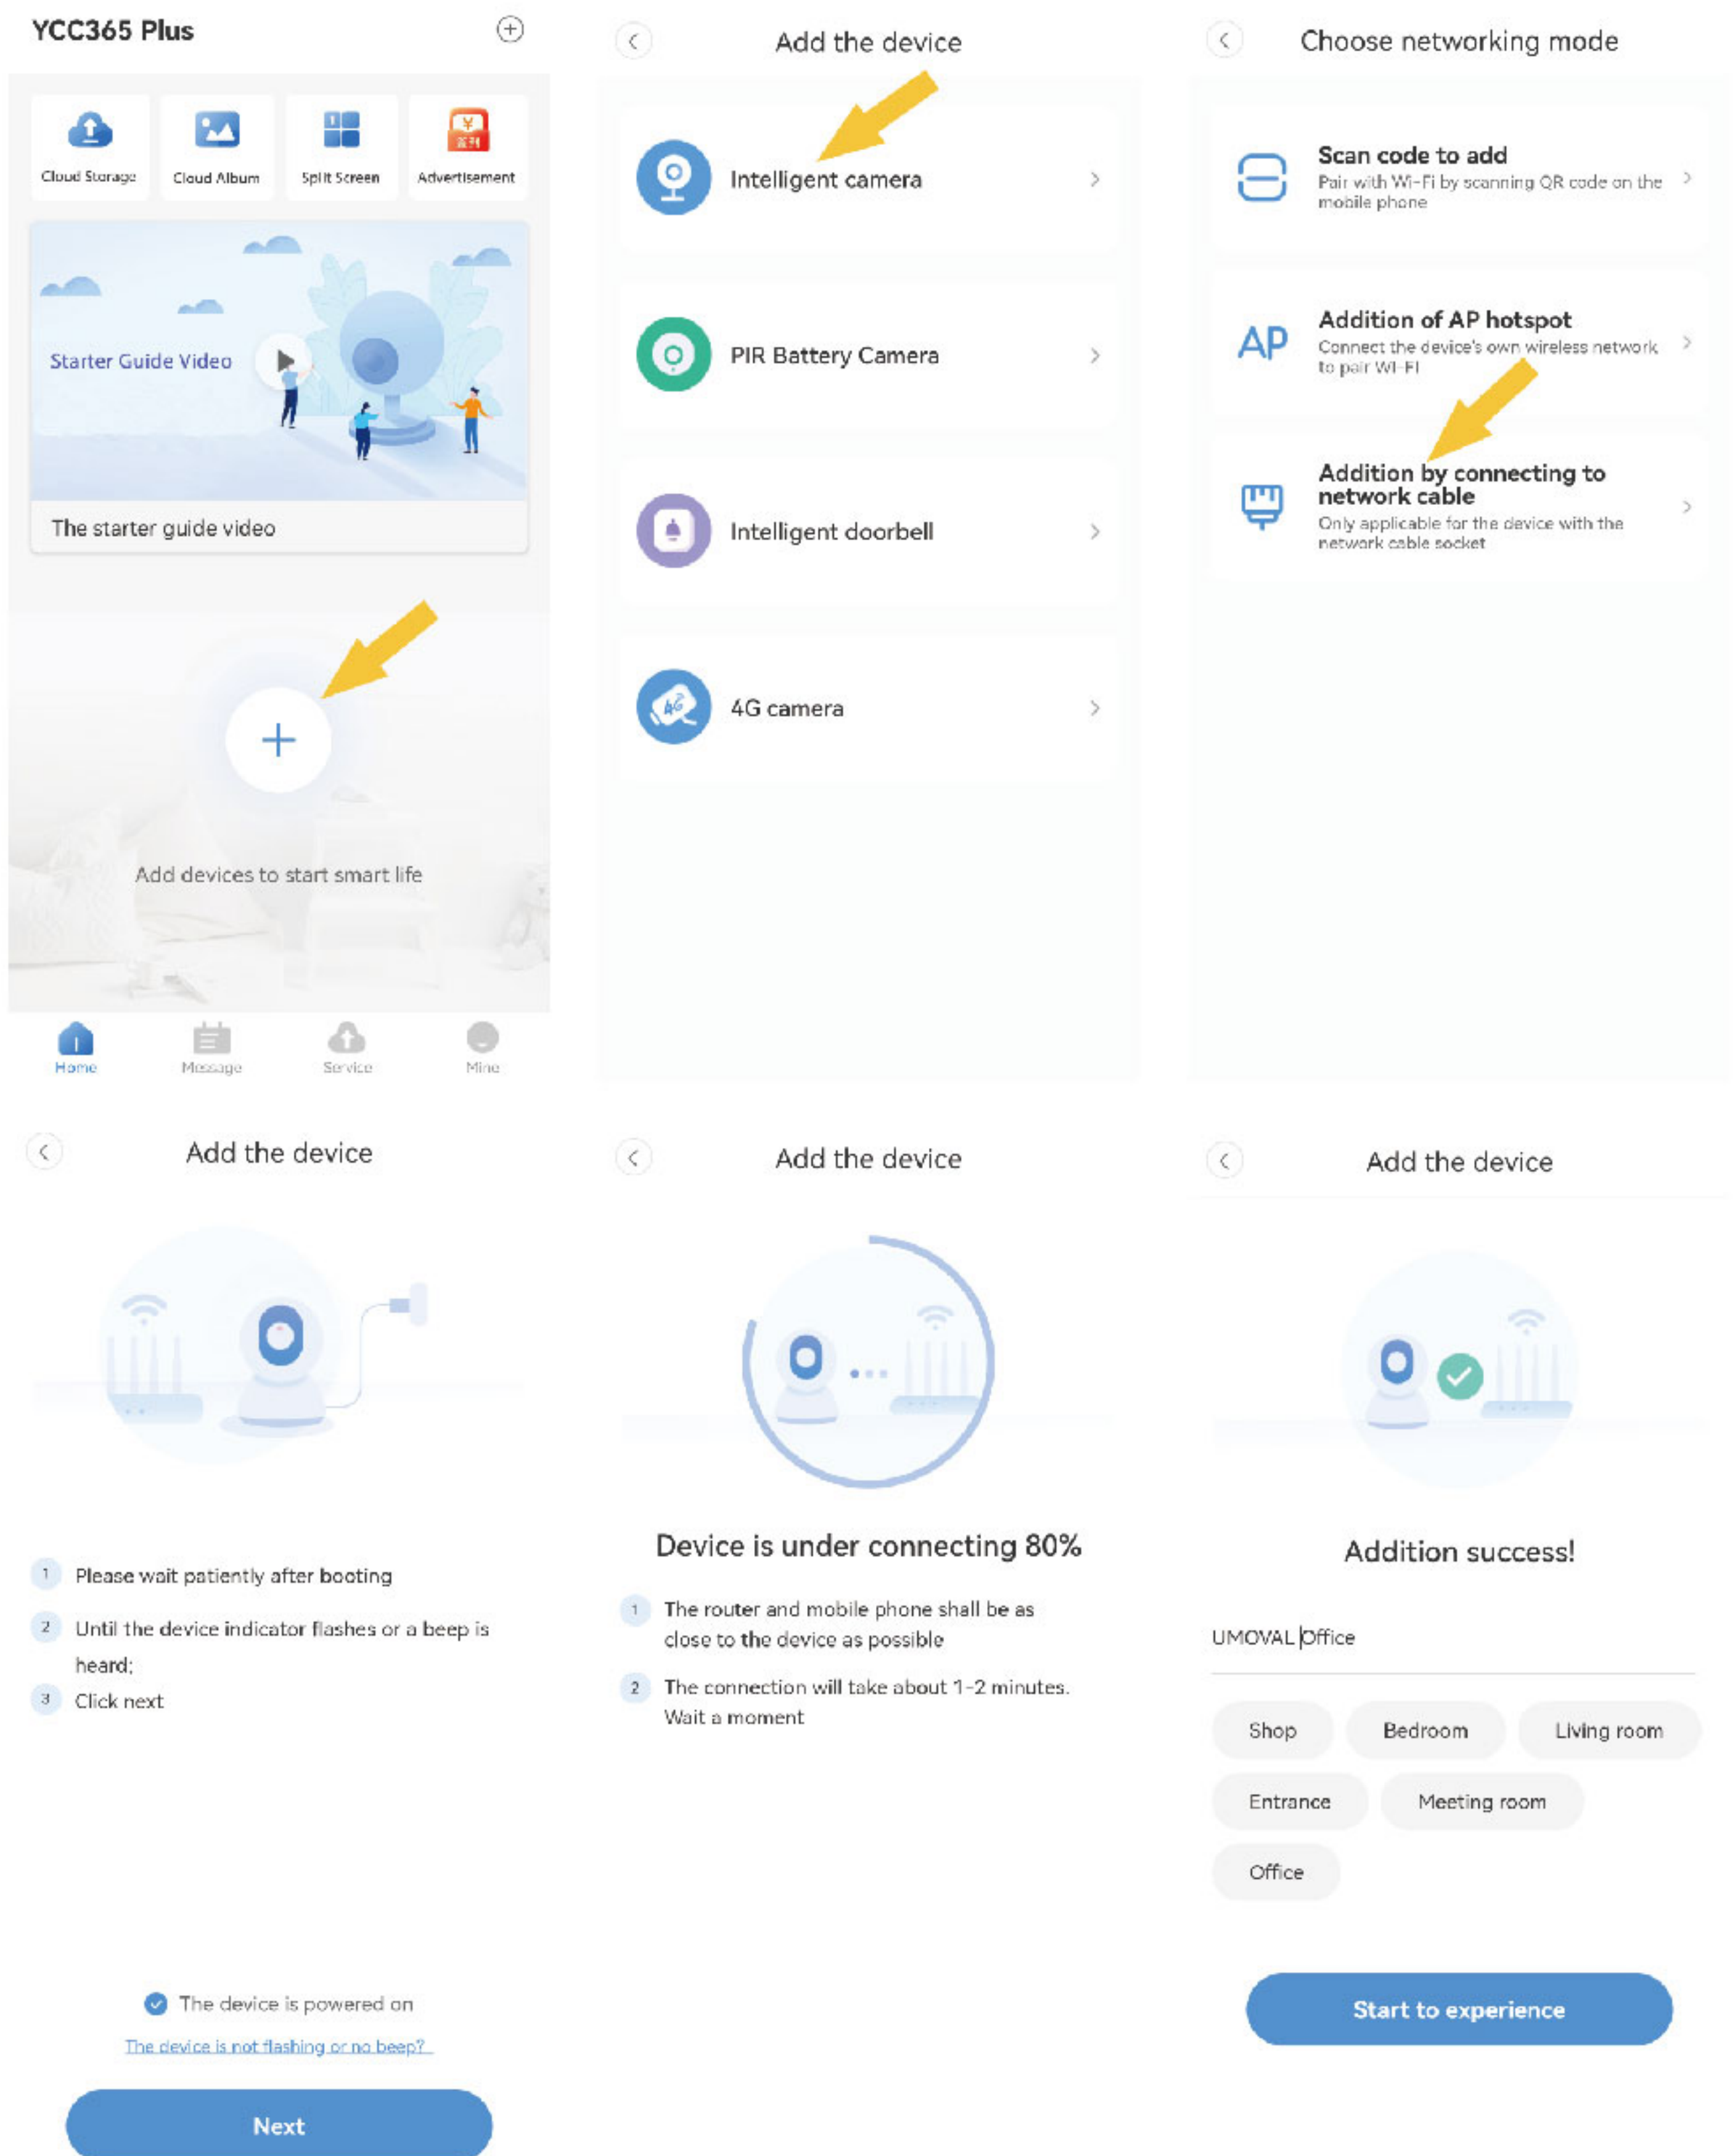 YCC365 Plus
Cloud Storage
Cloud Album
Split Screen
Advertisement
Starter Guide Video
The starter guide video
Add devices to start smart life
Home
Message
Service
Mine
Add the device
Intelligent camera
PIR Battery Camera
Intelligent doorbell
4G
4G camera
Choose networking mode
Scan code to add
Pair with Wi-Fi by scanning QR code on the
mobile phone
AP
Addition of AP hotspot
Connect the device's own wireless network
to pair WI-FI
Addition by connecting to
network cable
Only applicable for the device with the
network cable socket
Add the device
1 Please wait patiently after booting
2 Until the device indicator flashes or a beep is
heard;
3 Click next
The device is powered on
The device is not flashing or no beep?
Next
Add the device
Device is under connecting 80%
1 The router and mobile phone shall be as
close to the device as possible
2 The connection will take about 1-2 minutes.
Wait a moment
Add the device
Addition success!
UMOVAL Office
Shop
Bedroom
Living room
Entrance
Meeting room
Office
Start to experience